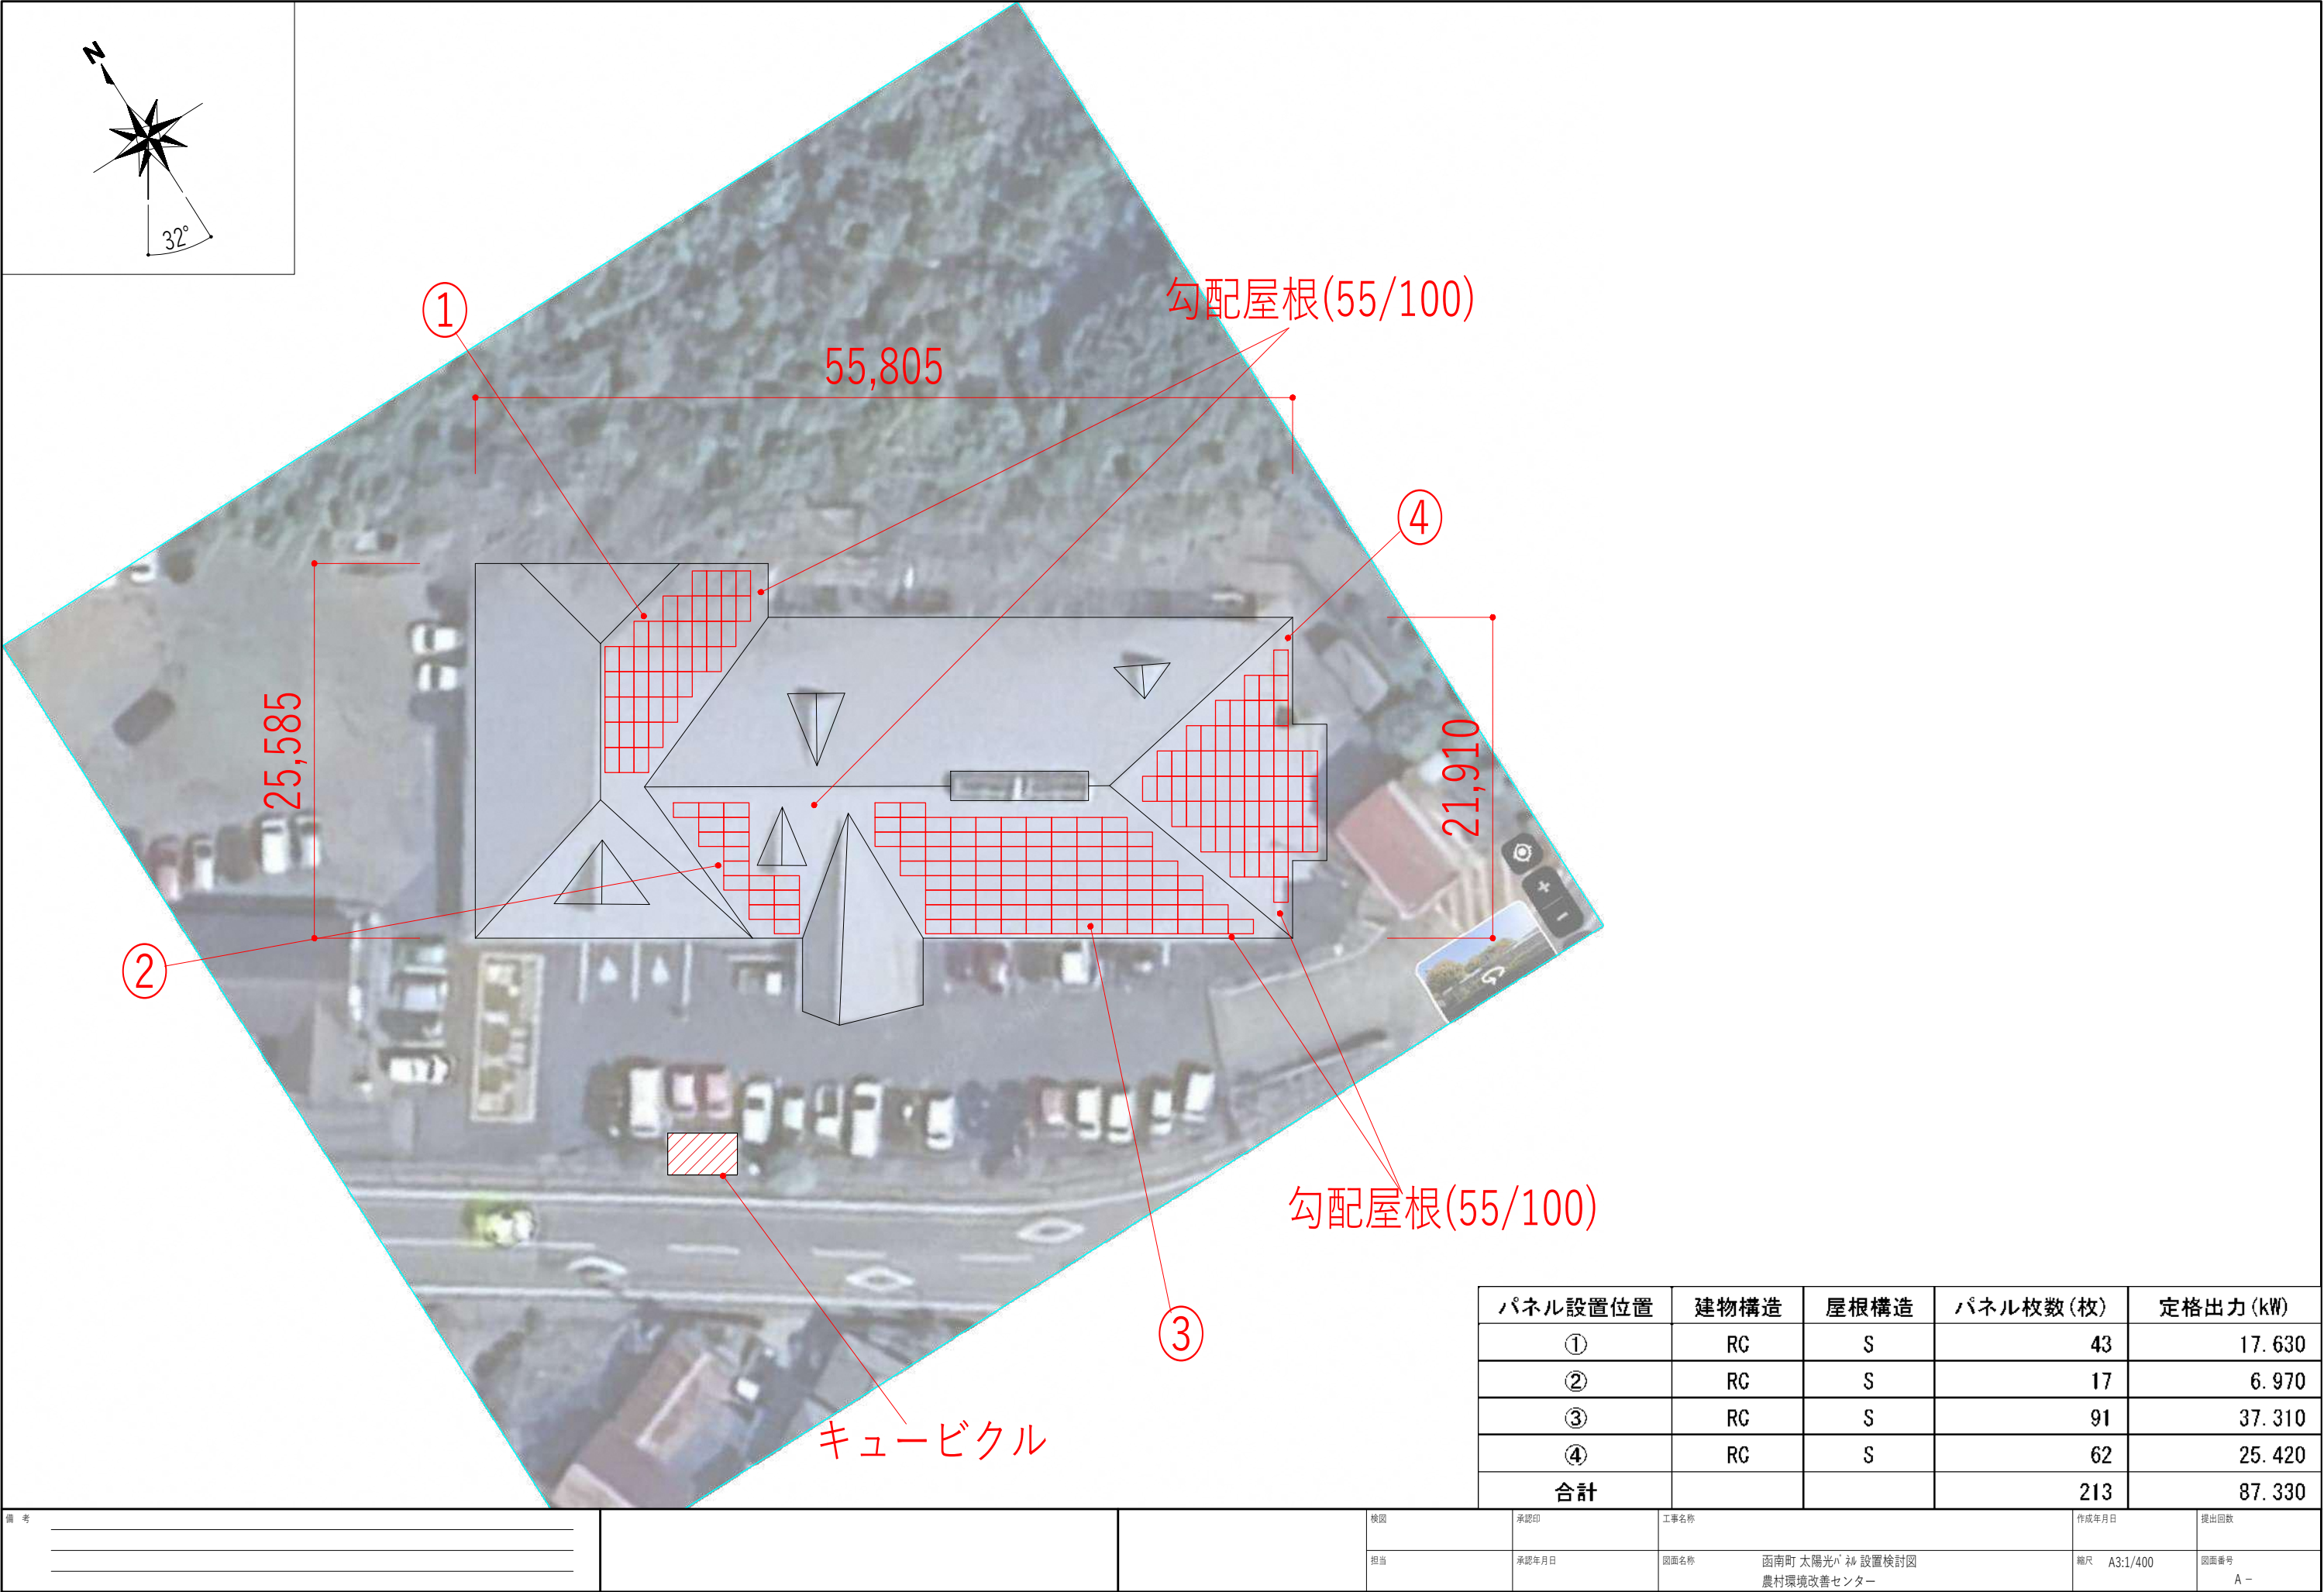 N
32°
①
勾配屋根(55/100)
55,805
④
25,585
21,910
②
勾配屋根(55/100)
③
キュービクル
パネル設置位置 建物構造 屋根構造 パネル枚数(枚) 定格出力(kW)
① RC S 43 17.630
② RC S 17 6.970
③ RC S 91 37.310
④ RC S 62 25.420
合計 213 87.330
備 考
検図 承認印 工事名称 作成年月日 提出回数
担当 承認年月日 図面名称 函南町 太陽光パネル 設置検討図 縮尺 A3:1/400 図面番号
農村環境改善センター A −